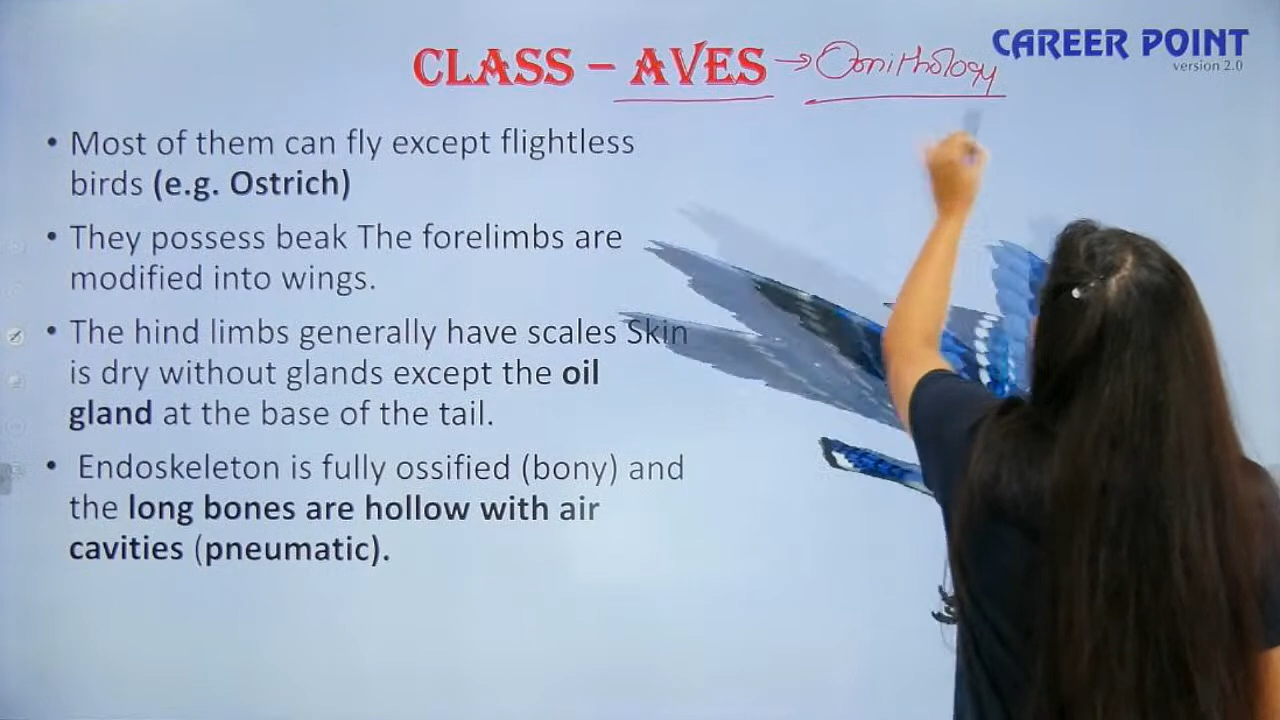 CLASS – AVES → Ornithology
CAREER POINT
version 2.0
• Most of them can fly except flightless
birds (e.g. Ostrich)
• They possess beak The forelimbs are
modified into wings.
• The hind limbs generally have scales Skin
is dry without glands except the oil
gland at the base of the tail.
• Endoskeleton is fully ossified (bony) and
the long bones are hollow with air
cavities (pneumatic).